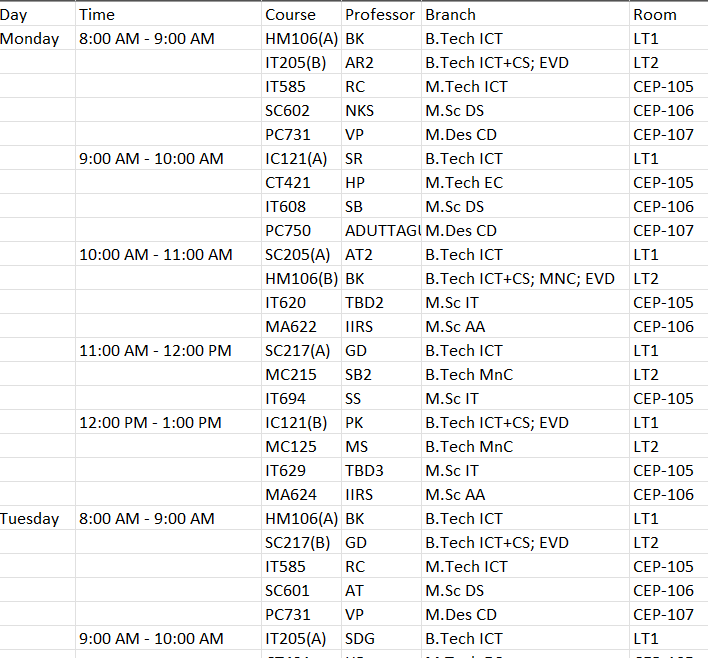 Day Time Course Professor Branch Room
Monday 8:00 AM - 9:00 AM HM106(A) BK B.Tech ICT LT1
IT205(B) AR2 B.Tech ICT+CS; EVD LT2
IT585 RC M.Tech ICT CEP-105
SC602 NKS M.Sc DS CEP-106
PC731 VP M.Des CD CEP-107
9:00 AM - 10:00 AM IC121(A) SR B.Tech ICT LT1
CT421 HP M.Tech EC CEP-105
IT608 SB M.Sc DS CEP-106
PC750 ADUTTAGU M.Des CD CEP-107
10:00 AM - 11:00 AM SC205(A) AT2 B.Tech ICT LT1
HM106(B) BK B.Tech ICT+CS; MNC; EVD LT2
IT620 TBD2 M.Sc IT CEP-105
MA622 IIRS M.Sc AA CEP-106
11:00 AM - 12:00 PM SC217(A) GD B.Tech ICT LT1
MC215 SB2 B.Tech MnC LT2
IT694 SS M.Sc IT CEP-105
12:00 PM - 1:00 PM IC121(B) PK B.Tech ICT+CS; EVD LT1
MC125 MS B.Tech MnC LT2
IT629 TBD3 M.Sc IT CEP-105
MA624 IIRS M.Sc AA CEP-106
Tuesday 8:00 AM - 9:00 AM HM106(A) BK B.Tech ICT LT1
SC217(B) GD B.Tech ICT+CS; EVD LT2
IT585 RC M.Tech ICT CEP-105
SC601 AT M.Sc DS CEP-106
PC731 VP M.Des CD CEP-107
9:00 AM - 10:00 AM IT205(A) SDG B.Tech ICT LT1